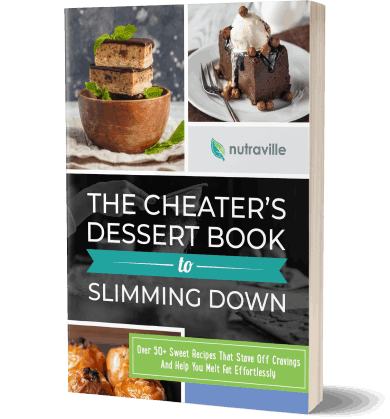 nutraville
THE CHEATER'S
DESSERT BOOK
to
SLIMMING DOWN
Over 50+ Sweet Recipes That Stave Off Cravings
And Help You Melt Fat Effortlessly